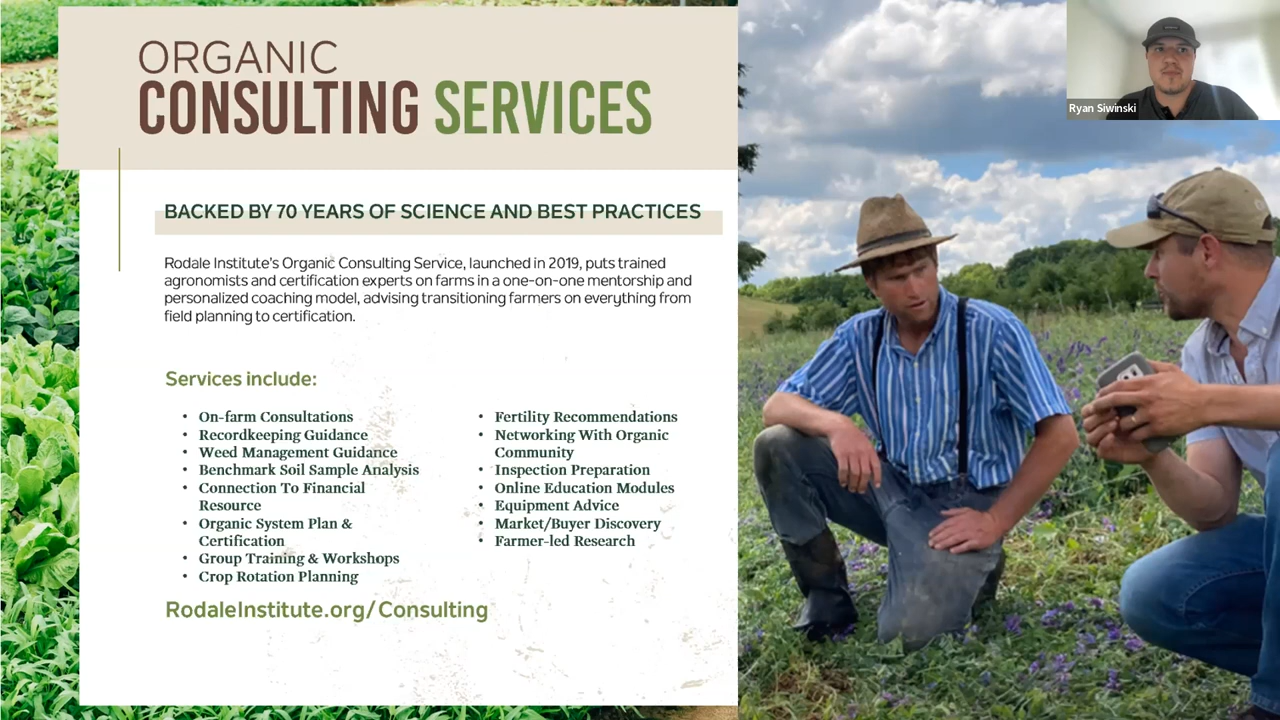 ORGANIC
CONSULTING SERVICES
BACKED BY 70 YEARS OF SCIENCE AND BEST PRACTICES
Rodale Institute's Organic Consulting Service, launched in 2019, puts trained
agronomists and certification experts on farms in a one-on-one mentorship and
personalized coaching model, advising transitioning farmers on everything from
field planning to certification.
Services include:
• On-farm Consultations
• Recordkeeping Guidance
• Weed Management Guidance
• Benchmark Soil Sample Analysis
• Connection To Financial
Resource
• Organic System Plan &
Certification
• Group Training & Workshops
• Crop Rotation Planning
• Fertility Recommendations
• Networking With Organic
Community
• Inspection Preparation
• Online Education Modules
• Equipment Advice
• Market/Buyer Discovery
• Farmer-led Research
RodaleInstitute.org/Consulting
Ryan Siwinski